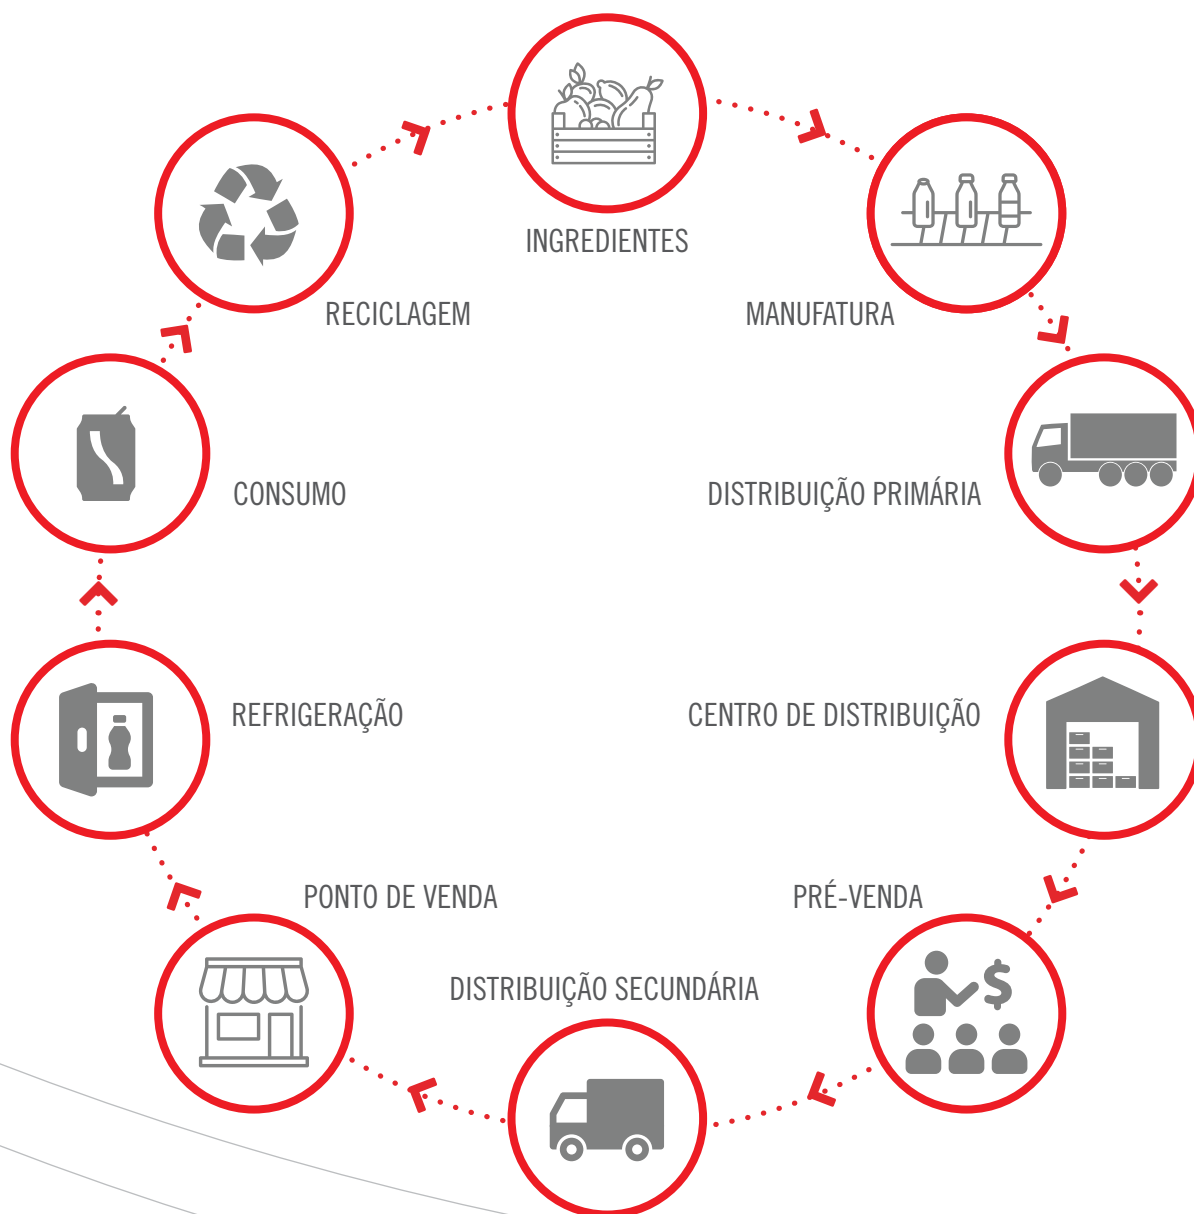 INGREDIENTES
MANUFATURA
DISTRIBUIÇÃO PRIMÁRIA
CENTRO DE DISTRIBUIÇÃO
PRÉ-VENDA
DISTRIBUIÇÃO SECUNDÁRIA
PONTO DE VENDA
REFRIGERAÇÃO
CONSUMO
RECICLAGEM
$